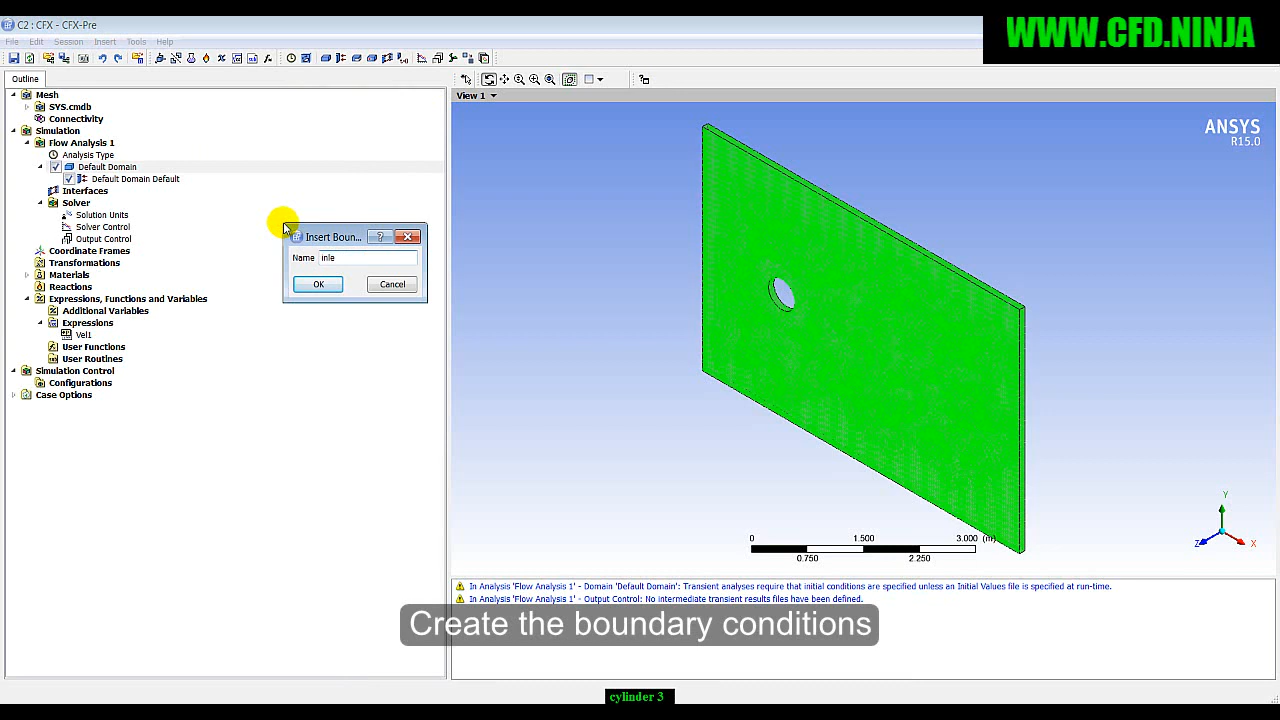 C2 : CFX - CFX-Pre
WWW.CFD.NINJA
File Edit Session Insert Tools Help
Outline
View 1
Mesh
SYS.cmdb
Connectivity
Simulation
Flow Analysis 1
Analysis Type
Default Domain
Default Domain Default
Interfaces
Solver
Solution Units
Solver Control
Output Control
Coordinate Frames
Transformations
Materials
Reactions
Expressions, Functions and Variables
Additional Variables
Expressions
Vel1
User Functions
User Routines
Simulation Control
Configurations
Case Options
Insert Boun...
Name inle
OK Cancel
ANSYS
R15.0
0 1.500 3.000 (m)
0.750 2.250
Y
Z X
In Analysis 'Flow Analysis 1' - Domain 'Default Domain': Transient analyses require that initial conditions are specified unless an Initial Values file is specified at run-time.
In Analysis 'Flow Analysis 1' - Output Control: No intermediate transient results files have been defined.
Create the boundary conditions
cylinder 3